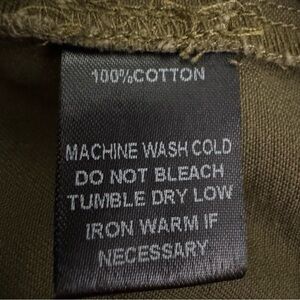 100%COTTON
MACHINE WASH COLD
DO NOT BLEACH
TUMBLE DRY LOW
IRON WARM IF
NECESSARY